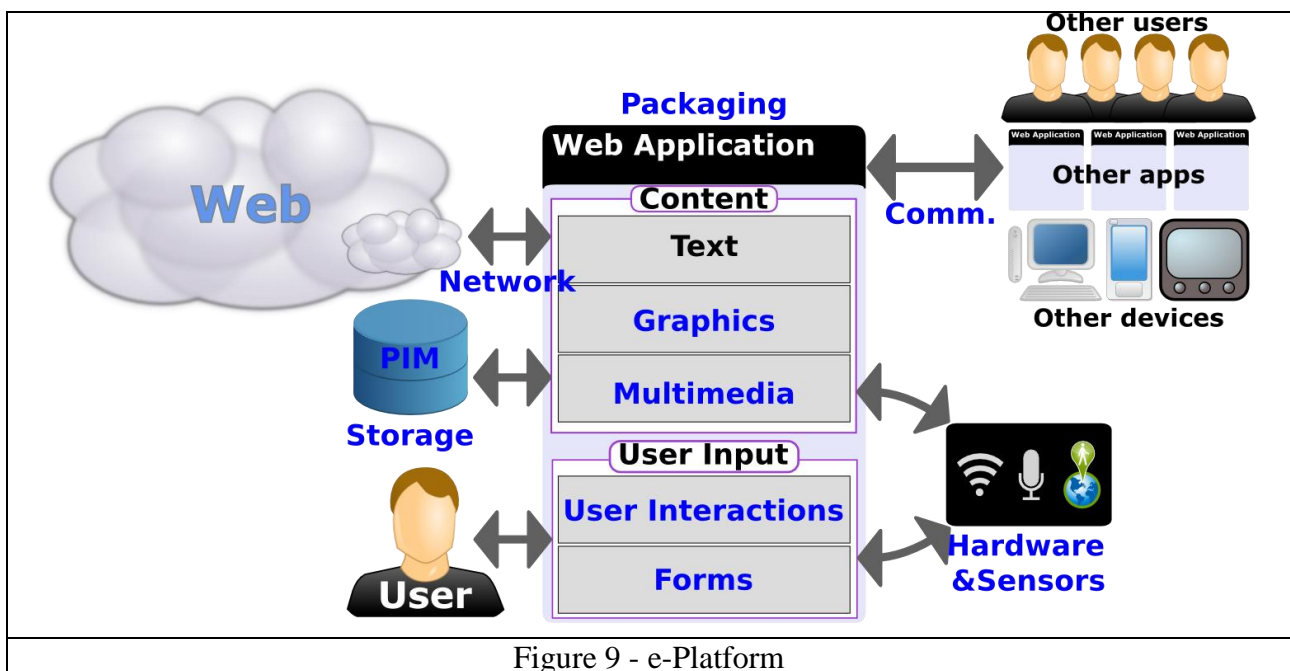 Other users
Packaging
Web Application
Web Application
Web Application
Web Application
Other apps
Web
Content
Comm.
Text
Network
Graphics
Other devices
PIM
Multimedia
Storage
User Input
User Interactions
Hardware
&Sensors
Forms
User
Figure 9 - e-Platform